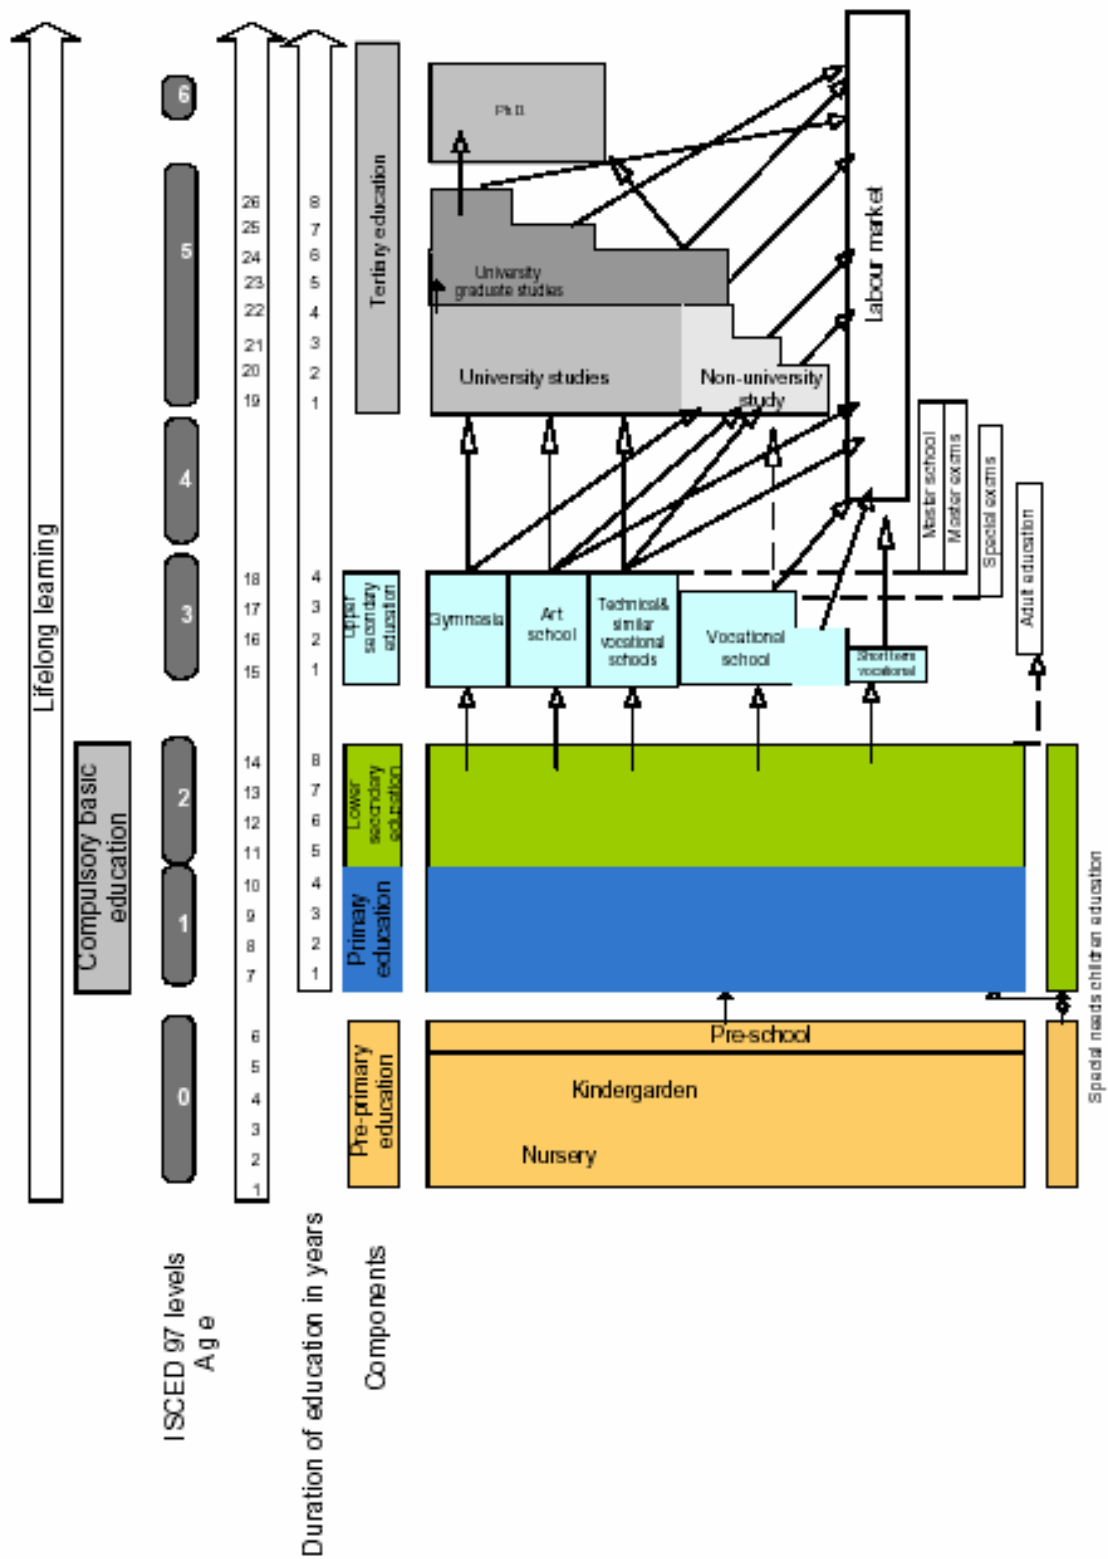 Lifelong learning
Compulsory basic
education
ISCED 97 levels
6
5
4
3
2
1
0
Age
26
25
24
23
22
21
20
19
18
17
16
15
14
13
12
11
10
9
8
7
6
5
4
3
2
1
Duration of education in years
8
7
6
5
4
3
2
1
4
3
2
1
8
7
6
5
4
3
2
1
Components
Tertiary education
Upper
secondary
education
Lower
secondary
education
Primary
education
Pre-primary
education
Ph.D.
University
graduate studies
University studies
Non-university
study
Labour market
Master school
Master exams
Special exams
Adult education
Gymnasia
Art
school
Technical&
similar
vocational
schools
Vocational
school
Short term
vocational
Pre-school
Kindergarden
Nursery
Special needs children education